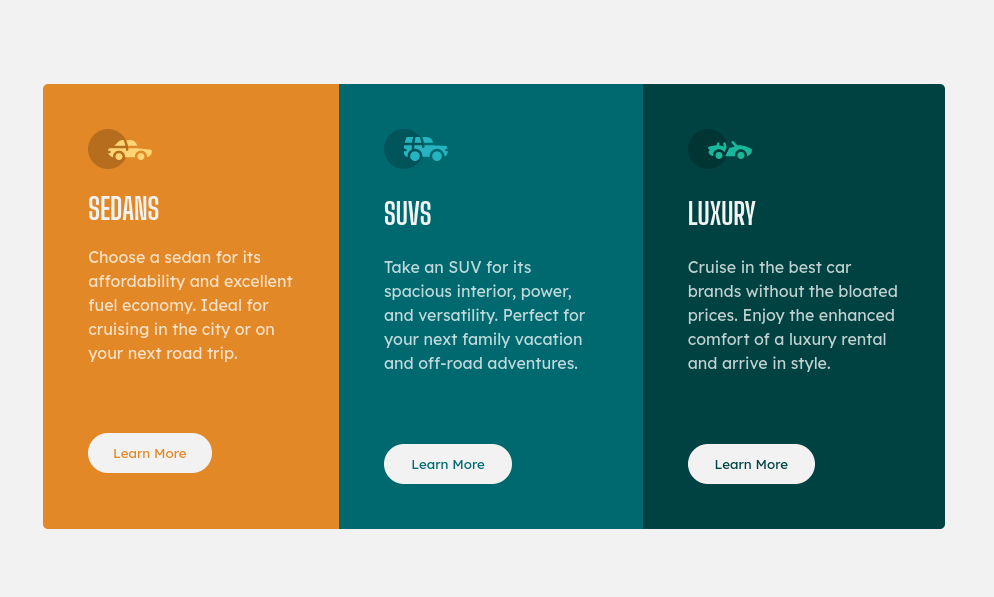 SEDANS
Choose a sedan for its
affordability and excellent
fuel economy. Ideal for
cruising in the city or on
your next road trip.
Learn More
SUVS
Take an SUV for its
spacious interior, power,
and versatility. Perfect for
your next family vacation
and off-road adventures.
Learn More
LUXURY
Cruise in the best car
brands without the bloated
prices. Enjoy the enhanced
comfort of a luxury rental
and arrive in style.
Learn More